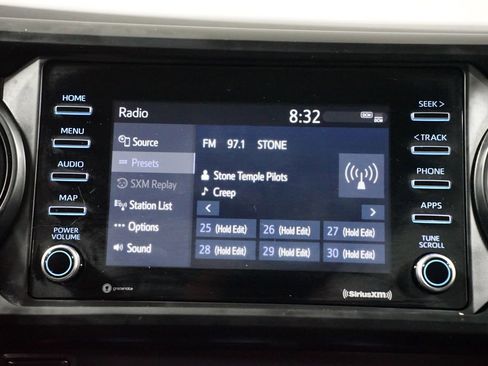 HOME
MENU
AUDIO
MAP
POWER
VOLUME
Radio
8:32
DCM
Source
Presets
SXM Replay
Station List
Options
Sound
FM 97.1 STONE
Stone Temple Pilots
Creep
<
>
25 (Hold Edit) 26 (Hold Edit) 27 (Hold Edit)
28 (Hold Edit) 29 (Hold Edit) 30 (Hold Edit)
SEEK >
< TRACK
PHONE
APPS
TUNE
SCROLL
gracenote
SiriusXM